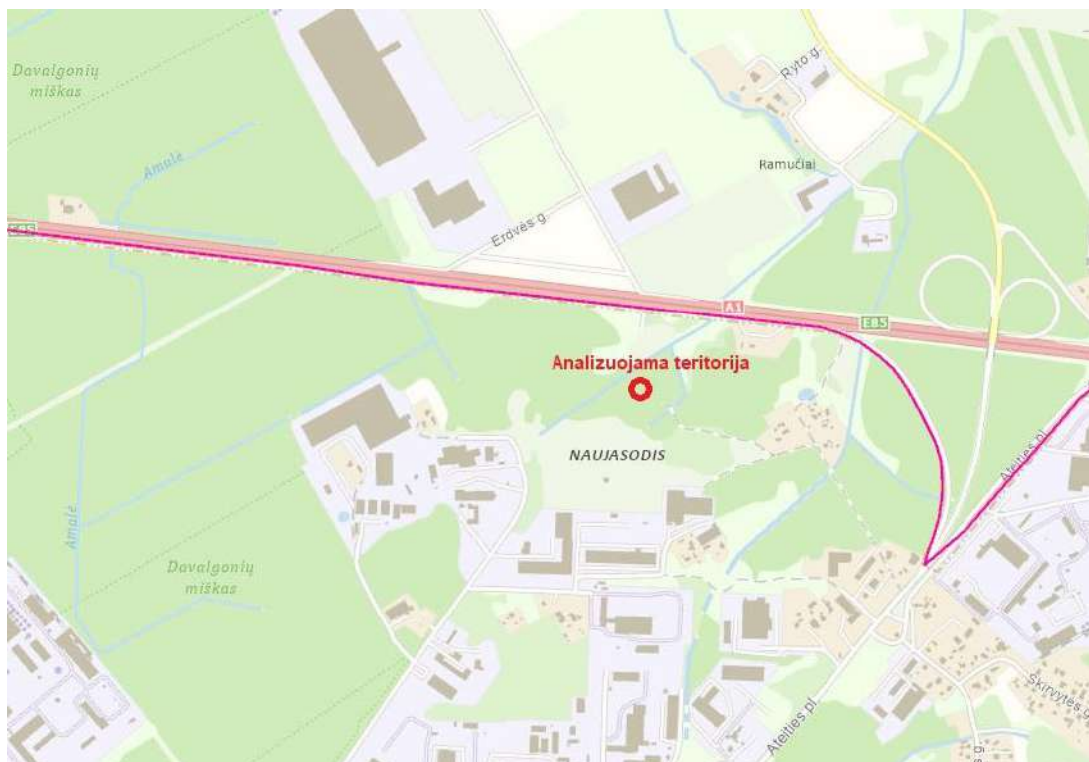 Davalgonių
miškas
Ryto g.
Amalė
Ramučiai
Erdvės g.
A1
E85
Analizuojama teritorija
Ateities pl.
NAUJASODIS
Amalė
Davalgonių
miškas
Skirvytės g.
Ateities pl.